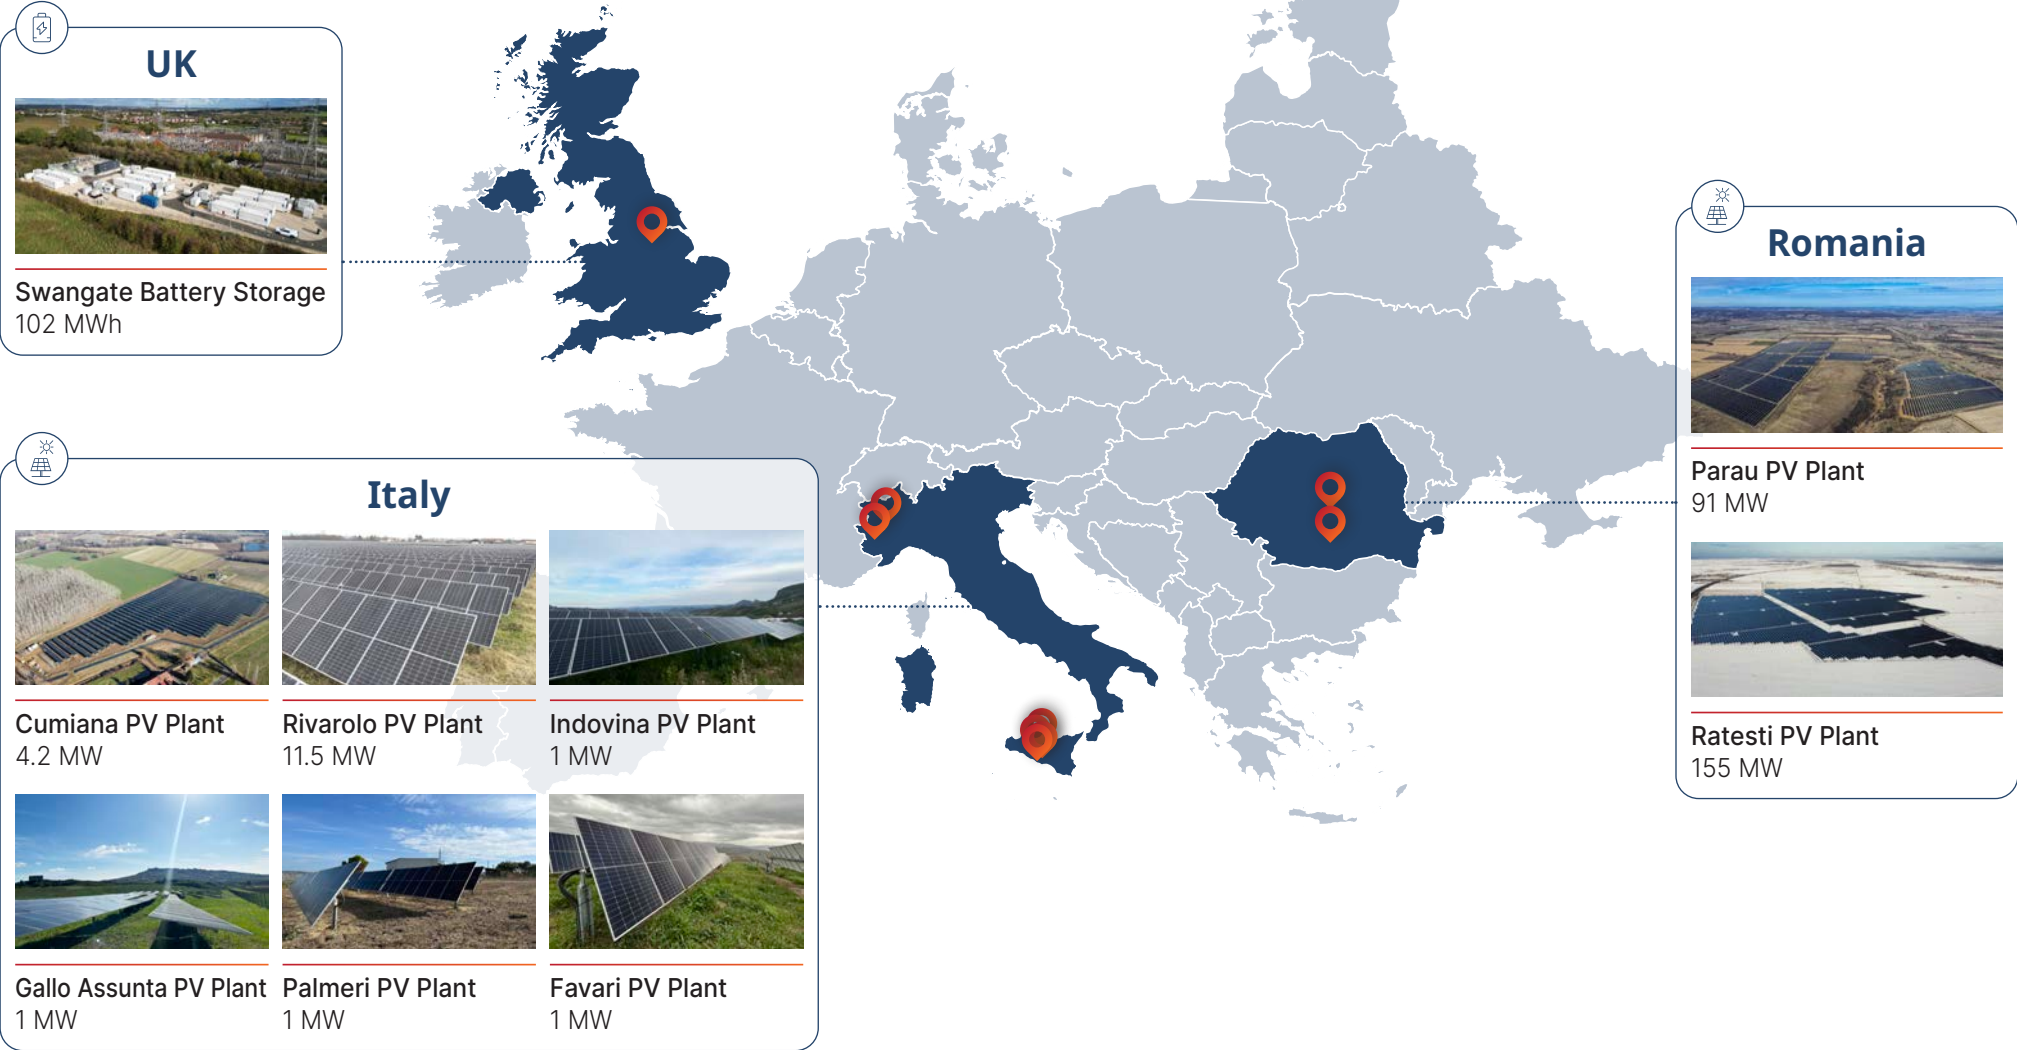 UK
Swangate Battery Storage
102 MWh
Italy
Cumiana PV Plant
4.2 MW
Rivarolo PV Plant
11.5 MW
Indovina PV Plant
1 MW
Gallo Assunta PV Plant
1 MW
Palmeri PV Plant
1 MW
Favari PV Plant
1 MW
Romania
Parau PV Plant
91 MW
Ratesti PV Plant
155 MW